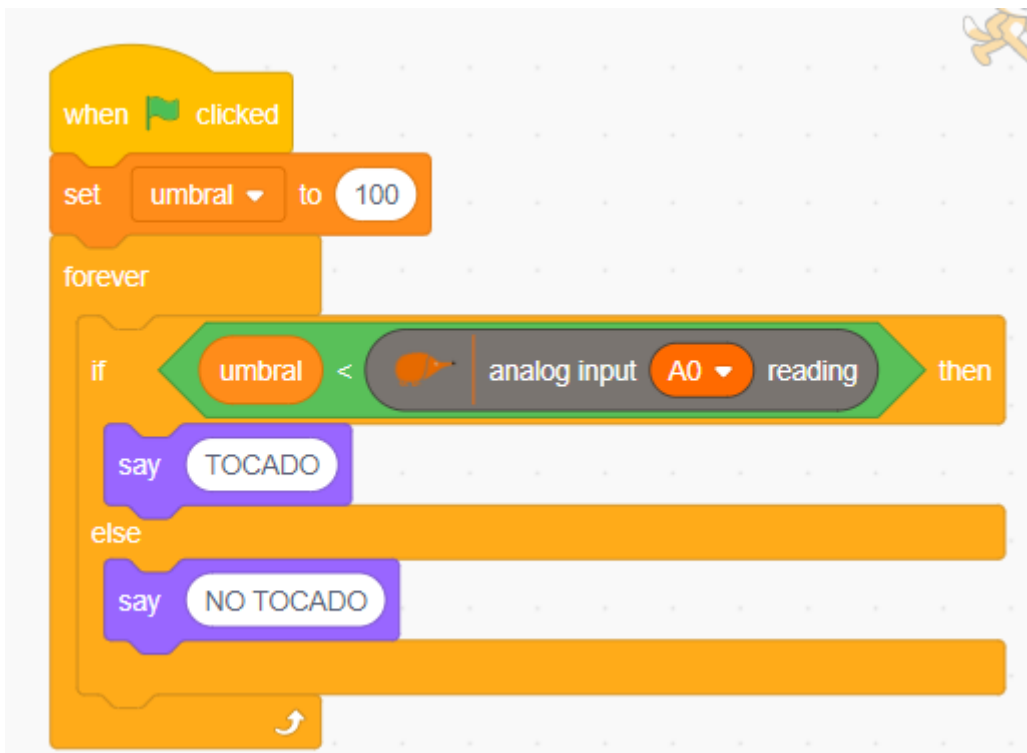 when clicked
set umbral to 100
forever
if umbral < analog input A0 reading then
say TOCADO
else
say NO TOCADO